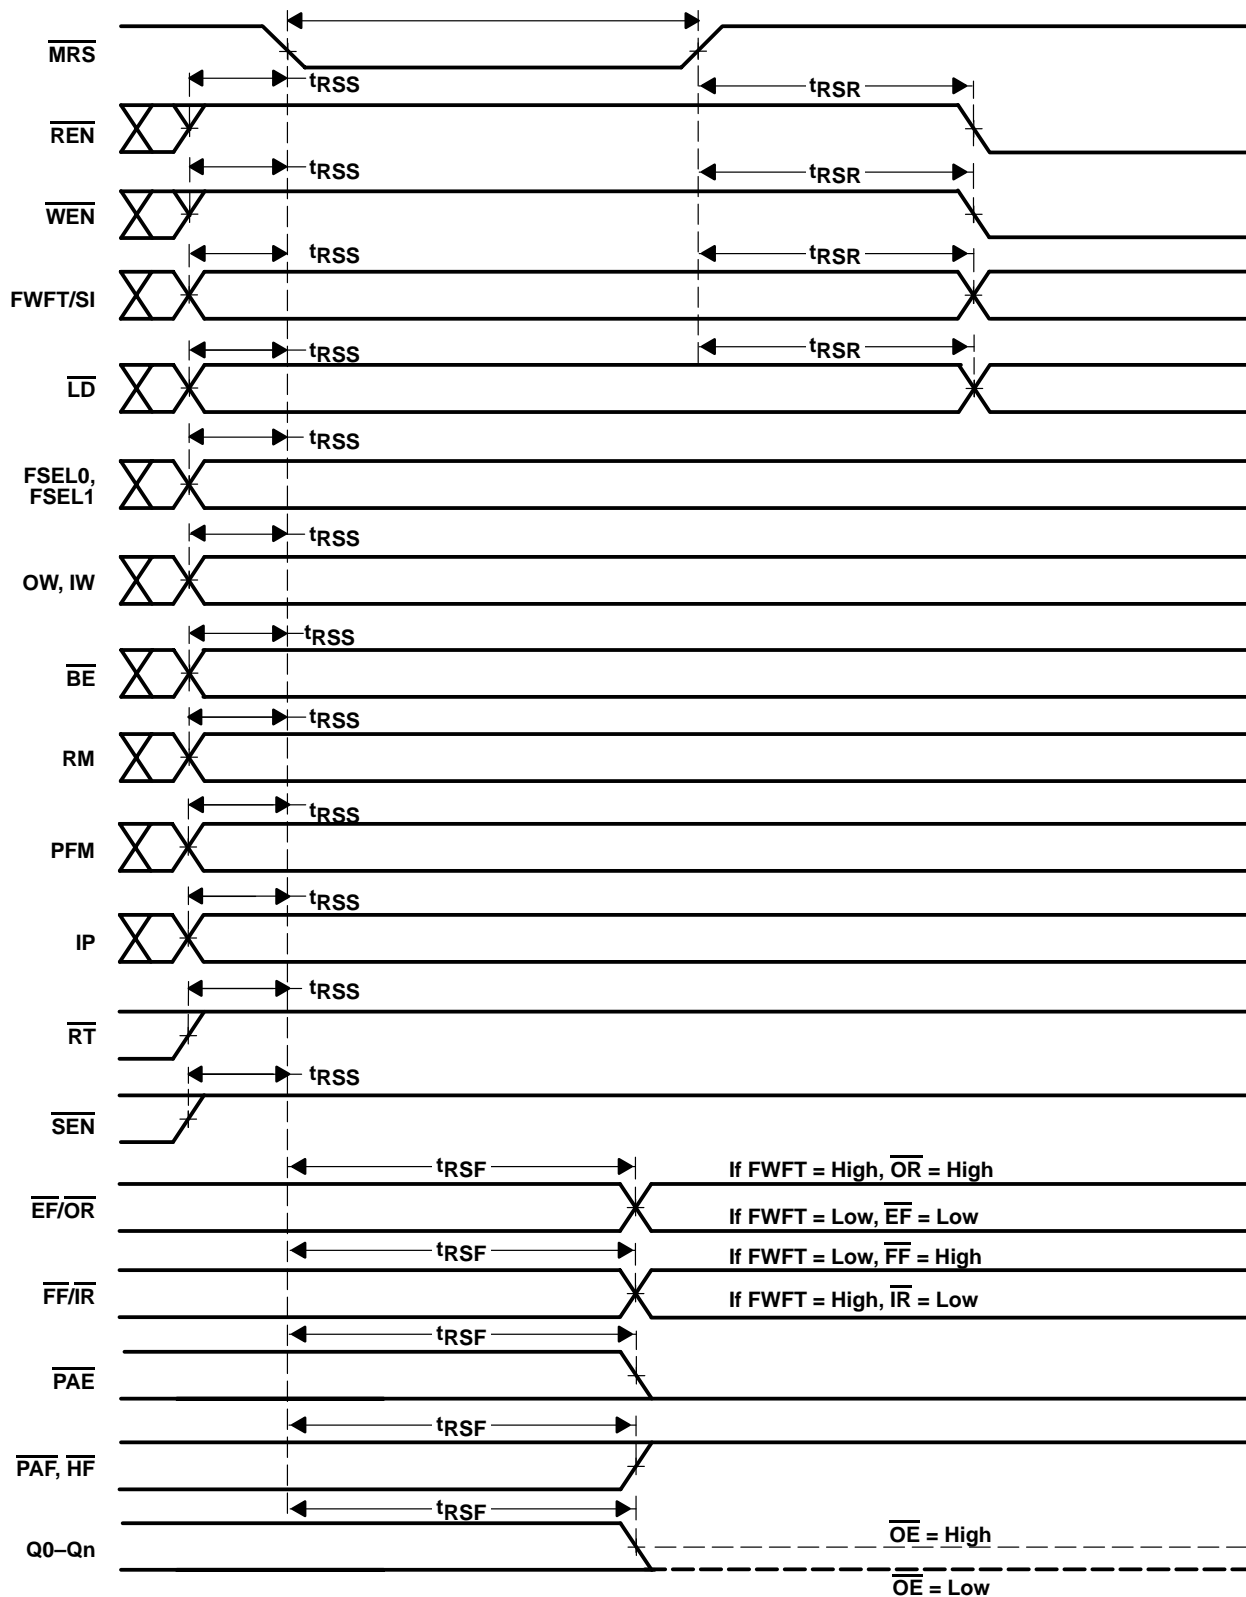 MRS
tRSS
tRSR
REN
tRSS
tRSR
WEN
tRSS
tRSR
FWFT/SI
tRSS
tRSR
LD
tRSS
FSEL0,
FSEL1
tRSS
OW, IW
tRSS
BE
tRSS
RM
tRSS
PFM
tRSS
IP
tRSS
RT
tRSS
SEN
tRSF
If FWFT = High, OR = High
EF/OR
If FWFT = Low, EF = Low
tRSF
If FWFT = Low, FF = High
FF/IR
If FWFT = High, IR = Low
tRSF
PAE
tRSF
PAF, HF
tRSF
OE = High
Q0–Qn
OE = Low